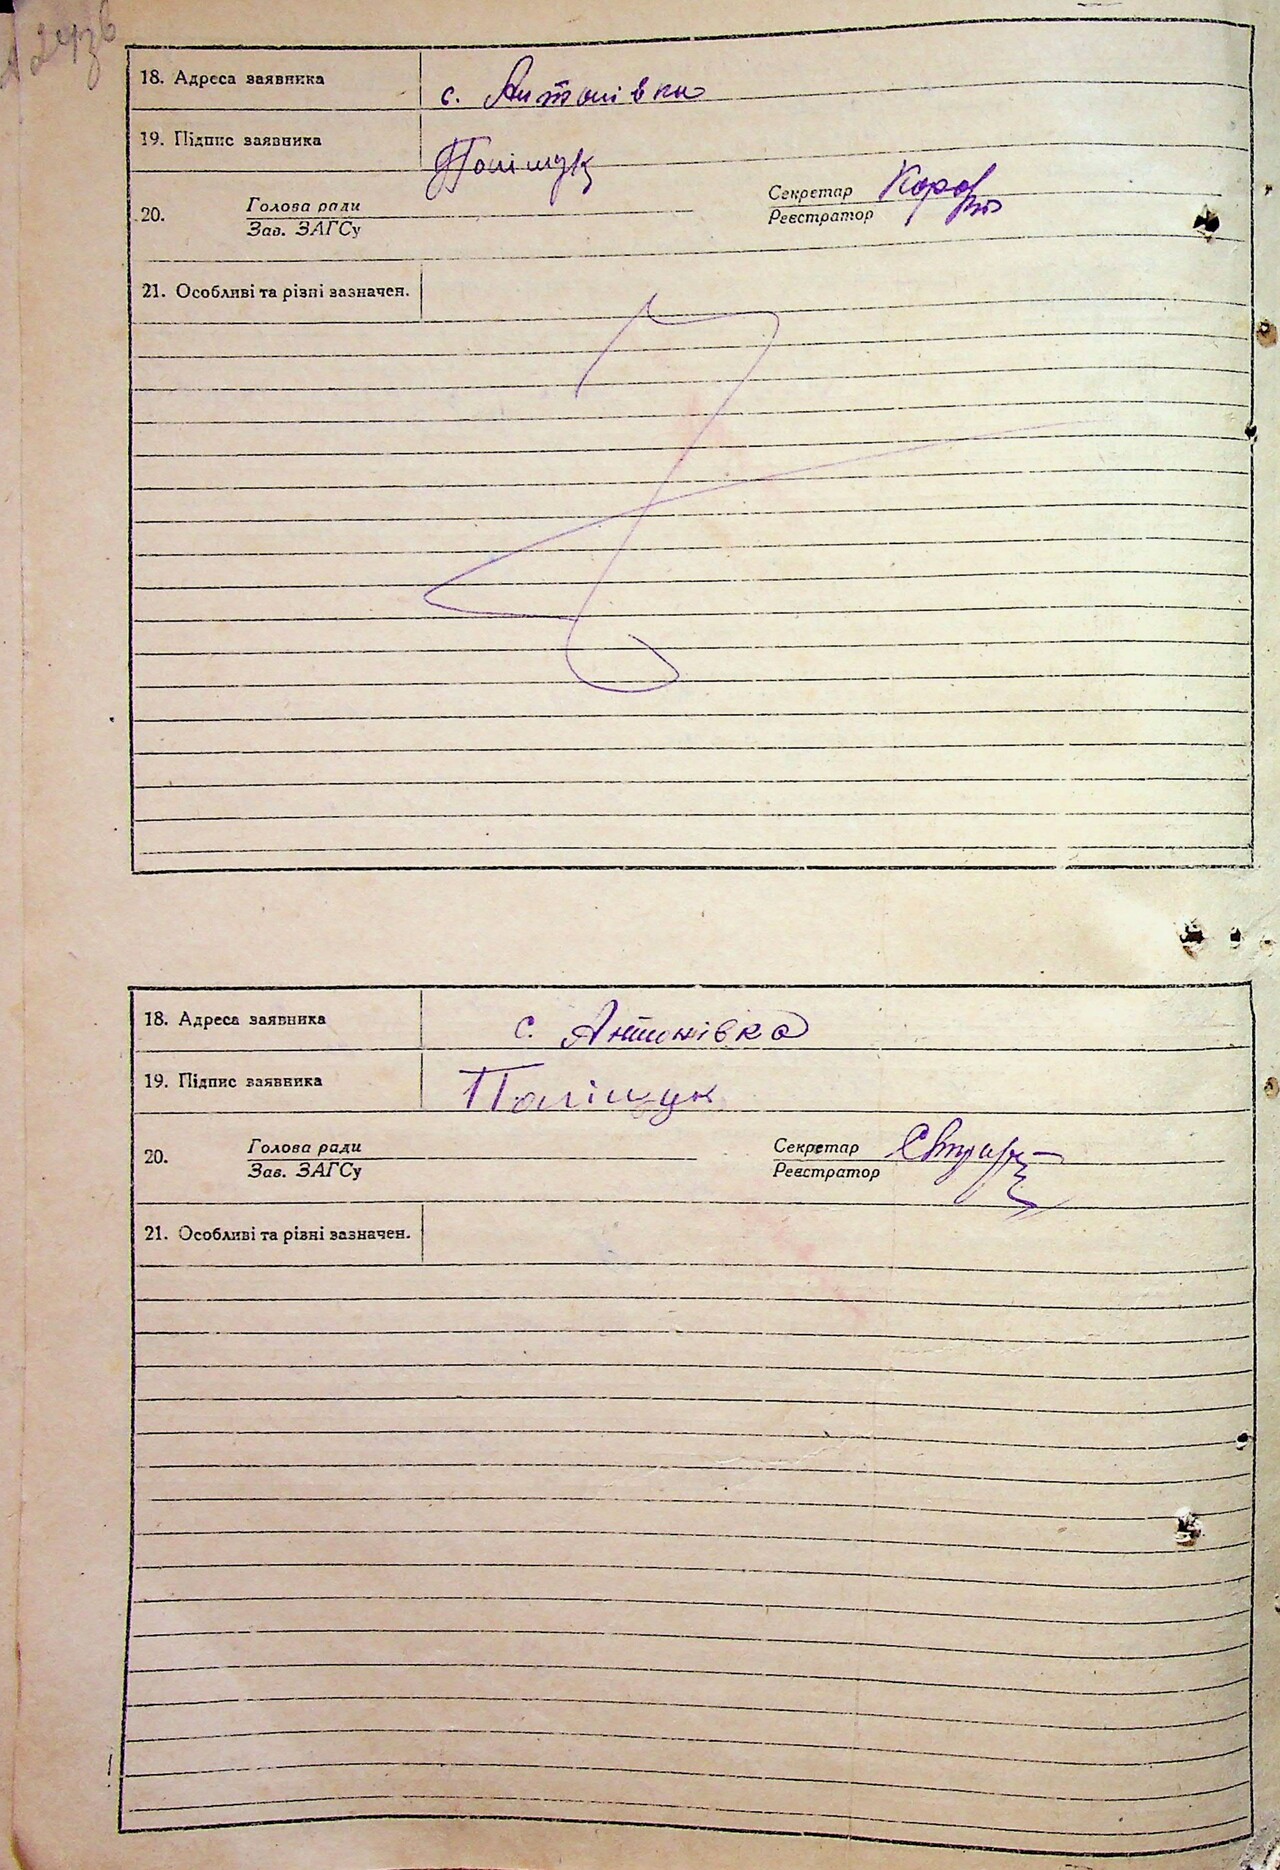 18. Адреса заявника с. Антонівка
19. Підпис заявника Поліщук
20. Голова ради Секретар
Зав. ЗАГСу Реєстратор
21. Особливі та різні зазначен.
18. Адреса заявника с. Антонівка
19. Підпис заявника Поліщук
20. Голова ради Секретар
Зав. ЗАГСу Реєстратор
21. Особливі та різні зазначен.